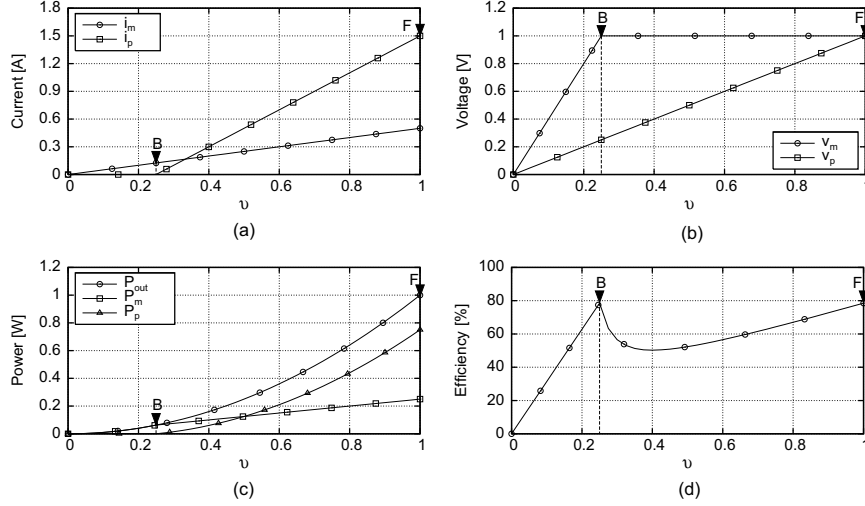 1.8
1.5
1.2
0.9
0.6
0.3
0
Current [A]
i_m
i_p
B
F
0
0.2
0.4
0.6
0.8
1
υ
(a)
1.2
1
0.8
0.6
0.4
0.2
0
Voltage [V]
B
F
v_m
v_p
0
0.2
0.4
0.6
0.8
1
υ
(b)
1.2
1
0.8
0.6
0.4
0.2
0
Power [W]
P_out
P_m
P_p
B
F
0
0.2
0.4
0.6
0.8
1
υ
(c)
100
80
60
40
20
0
Efficiency [%]
B
F
0
0.2
0.4
0.6
0.8
1
υ
(d)